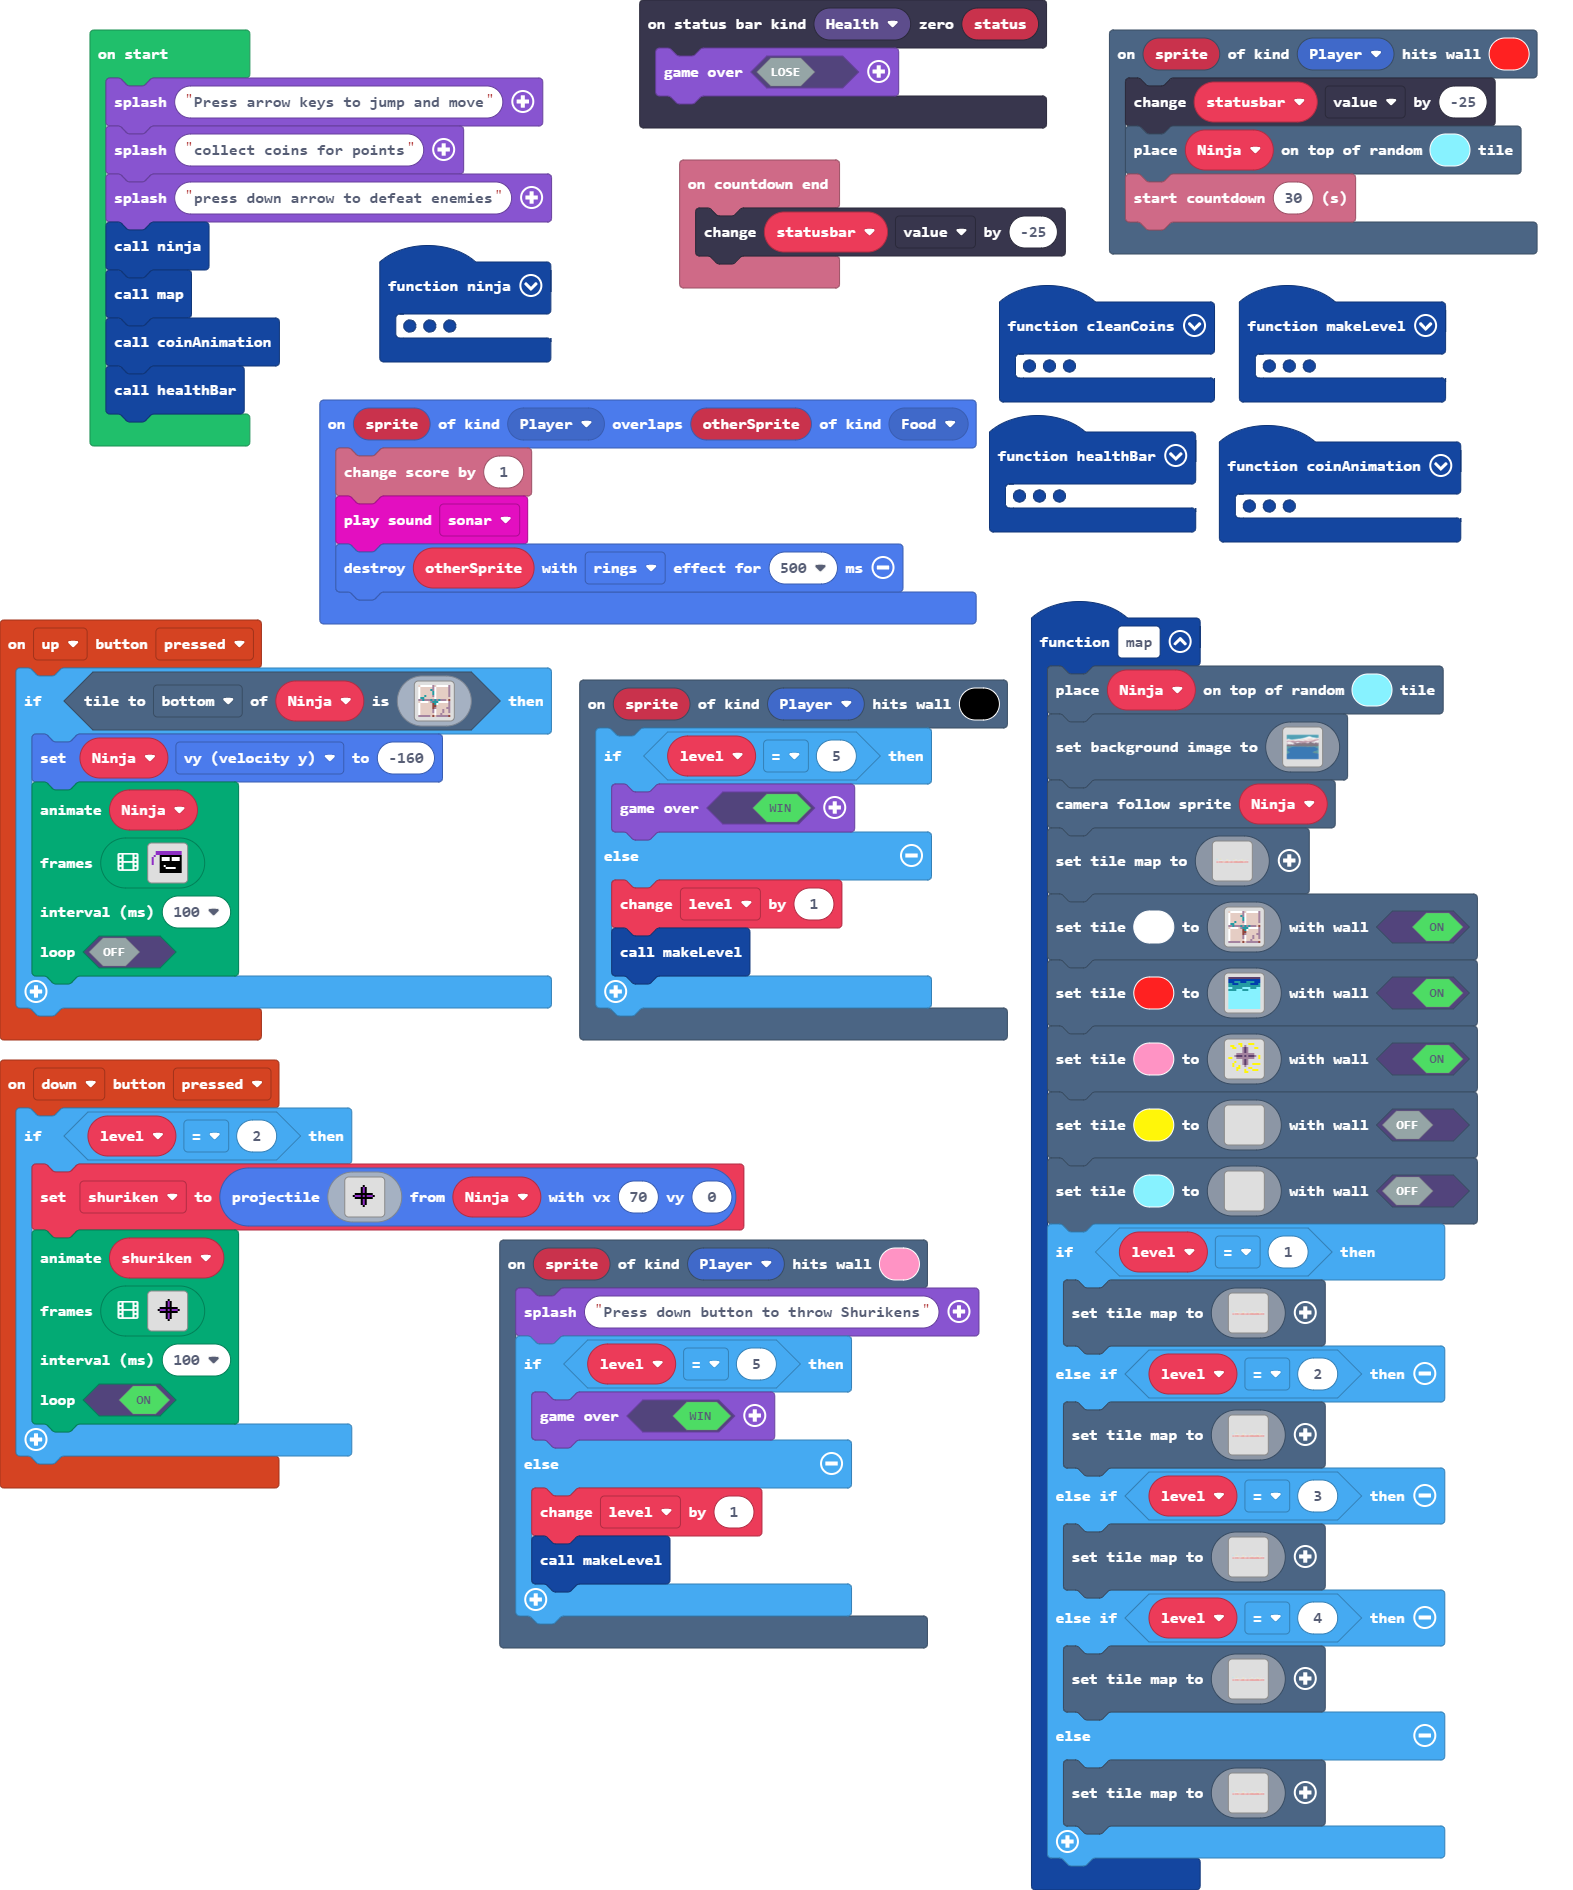 on start
splash "Press arrow keys to jump and move"
splash "collect coins for points"
splash "press down arrow to defeat enemies"
call ninja
call map
call coinAnimation
call healthBar
function ninja
on status bar kind Health zero status
game over LOSE
on countdown end
change statusbar value by -25
on sprite of kind Player hits wall
change statusbar value by -25
place Ninja on top of random tile
start countdown 30 (s)
function cleanCoins
function makeLevel
function healthBar
function coinAnimation
on sprite of kind Player overlaps otherSprite of kind Food
change score by 1
play sound sonar
destroy otherSprite with rings effect for 500 ms
on up button pressed
if tile to bottom of Ninja is then
set Ninja vy (velocity y) to -160
animate Ninja
frames
interval (ms) 100
loop OFF
on sprite of kind Player hits wall
if level = 5 then
game over WIN
else
change level by 1
call makeLevel
on down button pressed
if level = 2 then
set shuriken to projectile from Ninja with vx 70 vy 0
animate shuriken
frames
interval (ms) 100
loop ON
on sprite of kind Player hits wall
splash "Press down button to throw Shurikens"
if level = 5 then
game over WIN
else
change level by 1
call makeLevel
function map
place Ninja on top of random tile
set background image to
camera follow sprite Ninja
set tile map to
set tile to with wall ON
set tile to with wall ON
set tile to with wall ON
set tile to with wall OFF
set tile to with wall OFF
if level = 1 then
set tile map to
else if level = 2 then
set tile map to
else if level = 3 then
set tile map to
else if level = 4 then
set tile map to
else
set tile map to